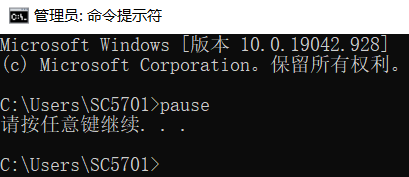 管理员: 命令提示符
Microsoft Windows [版本 10.0.19042.928]
(c) Microsoft Corporation。保留所有权利。
C:\Users\SC5701>pause
请按任意键继续. . .
C:\Users\SC5701>